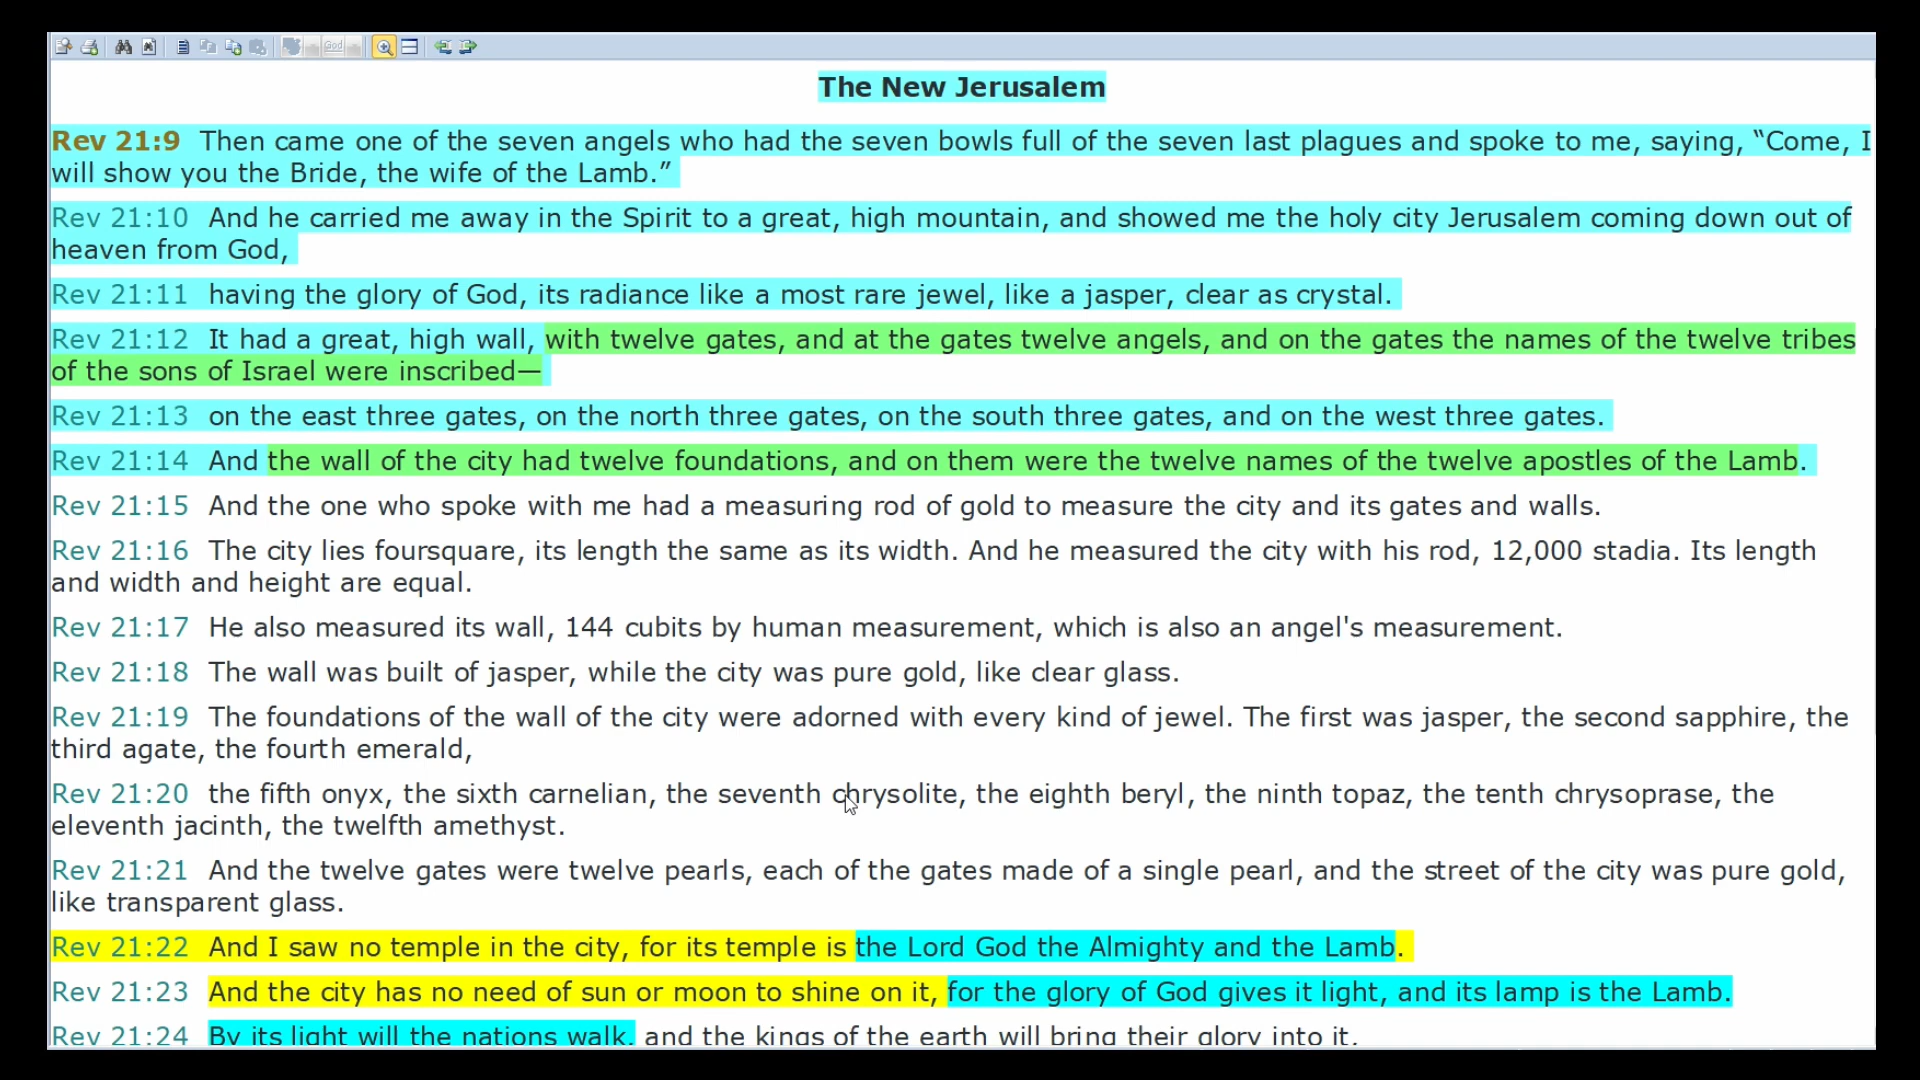 God
The New Jerusalem
Rev 21:9 Then came one of the seven angels who had the seven bowls full of the seven last plagues and spoke to me, saying, “Come, I
will show you the Bride, the wife of the Lamb.”
Rev 21:10 And he carried me away in the Spirit to a great, high mountain, and showed me the holy city Jerusalem coming down out of
heaven from God,
Rev 21:11 having the glory of God, its radiance like a most rare jewel, like a jasper, clear as crystal.
Rev 21:12 It had a great, high wall, with twelve gates, and at the gates twelve angels, and on the gates the names of the twelve tribes
of the sons of Israel were inscribed—
Rev 21:13 on the east three gates, on the north three gates, on the south three gates, and on the west three gates.
Rev 21:14 And the wall of the city had twelve foundations, and on them were the twelve names of the twelve apostles of the Lamb.
Rev 21:15 And the one who spoke with me had a measuring rod of gold to measure the city and its gates and walls.
Rev 21:16 The city lies foursquare, its length the same as its width. And he measured the city with his rod, 12,000 stadia. Its length
and width and height are equal.
Rev 21:17 He also measured its wall, 144 cubits by human measurement, which is also an angel's measurement.
Rev 21:18 The wall was built of jasper, while the city was pure gold, like clear glass.
Rev 21:19 The foundations of the wall of the city were adorned with every kind of jewel. The first was jasper, the second sapphire, the
third agate, the fourth emerald,
Rev 21:20 the fifth onyx, the sixth carnelian, the seventh chrysolite, the eighth beryl, the ninth topaz, the tenth chrysoprase, the
eleventh jacinth, the twelfth amethyst.
Rev 21:21 And the twelve gates were twelve pearls, each of the gates made of a single pearl, and the street of the city was pure gold,
like transparent glass.
Rev 21:22 And I saw no temple in the city, for its temple is the Lord God the Almighty and the Lamb.
Rev 21:23 And the city has no need of sun or moon to shine on it, for the glory of God gives it light, and its lamp is the Lamb.
Rev 21:24 By its light will the nations walk, and the kings of the earth will bring their glory into it,